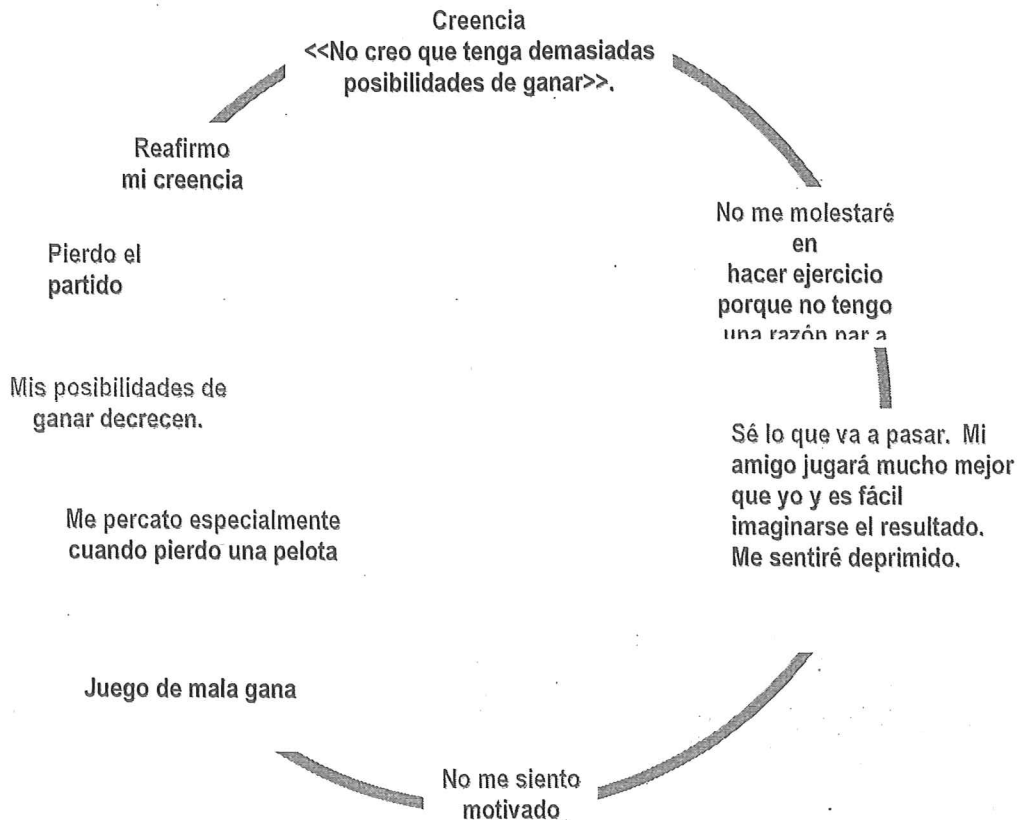 Creencia
<<No creo que tenga demasiadas
posibilidades de ganar>>.
No me molestaré
en
hacer ejercicio
porque no tengo
una razón par a
Sé lo que va a pasar. Mi
amigo jugará mucho mejor
que yo y es fácil
imaginarse el resultado.
Me sentiré deprimido.
No me siento
motivado
Juego de mala gana
Me percato especialmente
cuando pierdo una pelota
Mis posibilidades de
ganar decrecen.
Pierdo el
partido
Reafirmo
mi creencia